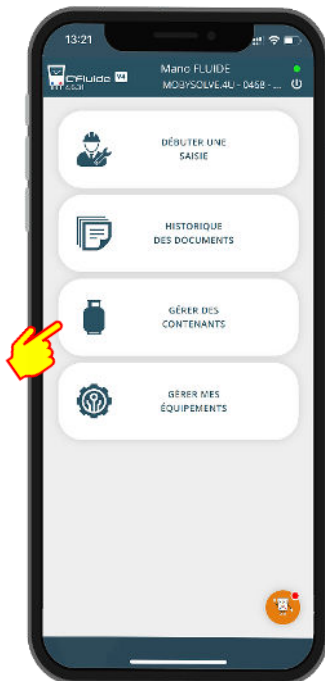 13:21
C'Fluide V4
Mano FLUIDE
MOBYSOLVE.4U - 0468 - ...
DÉBUTER UNE
SAISIE
HISTORIQUE
DES DOCUMENTS
GÉRER DES
CONTENANTS
GÉRER MES
ÉQUIPEMENTS